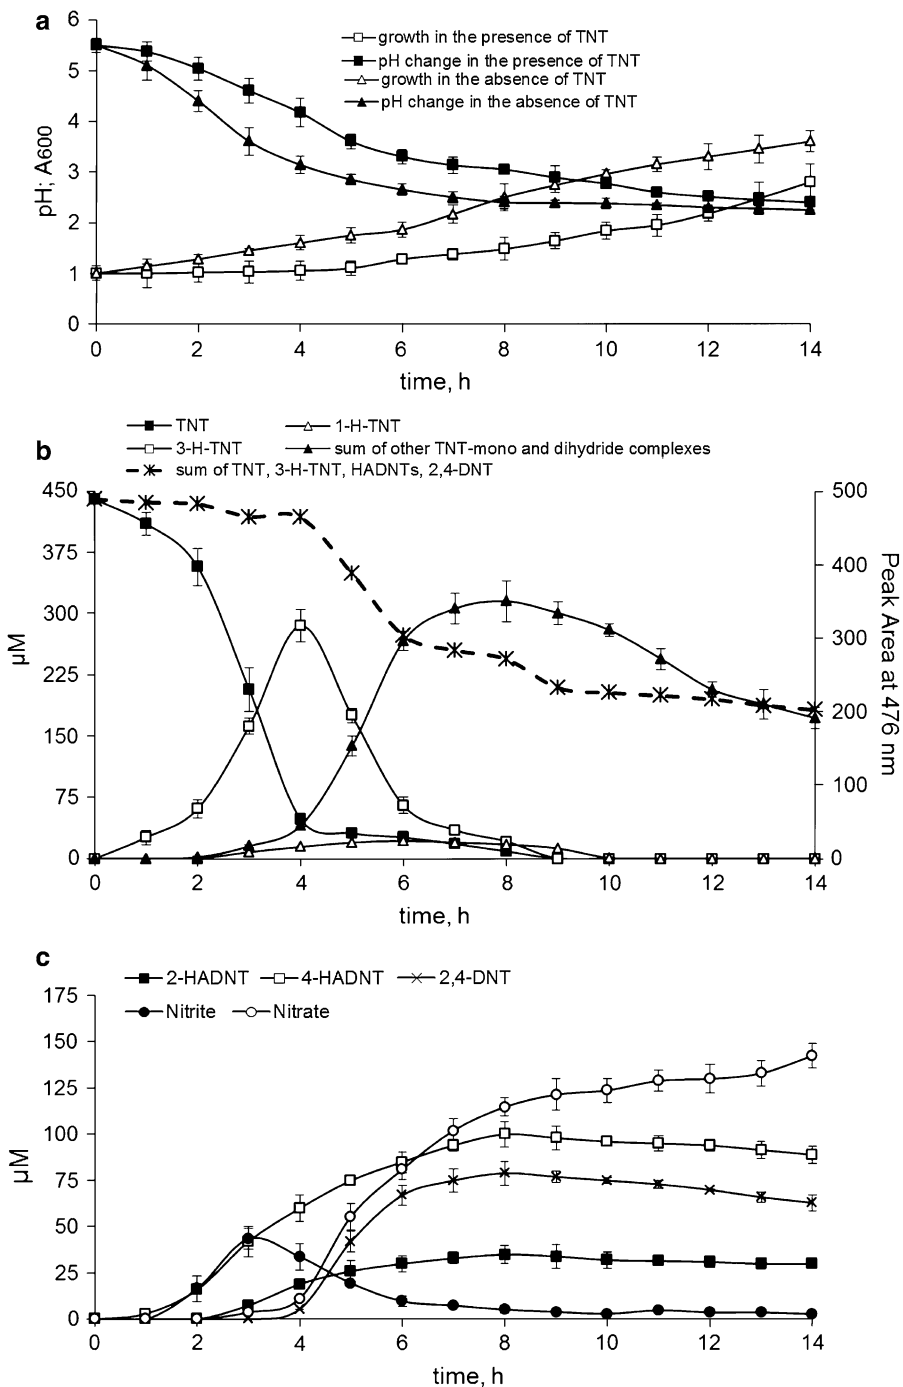 a
growth in the presence of TNT
pH change in the presence of TNT
growth in the absence of TNT
pH change in the absence of TNT
pH; A600
6
5
4
3
2
1
0
0 2 4 6 8 10 12 14
time, h
b
TNT 1-H-TNT
3-H-TNT sum of other TNT-mono and dihydride complexes
sum of TNT, 3-H-TNT, HADNTs, 2,4-DNT
µM
450
375
300
225
150
75
0
500
400
300
200
100
0
Peak Area at 476 nm
0 2 4 6 8 10 12 14
time, h
c
2-HADNT 4-HADNT 2,4-DNT
Nitrite Nitrate
µM
175
150
125
100
75
50
25
0
0 2 4 6 8 10 12 14
time, h